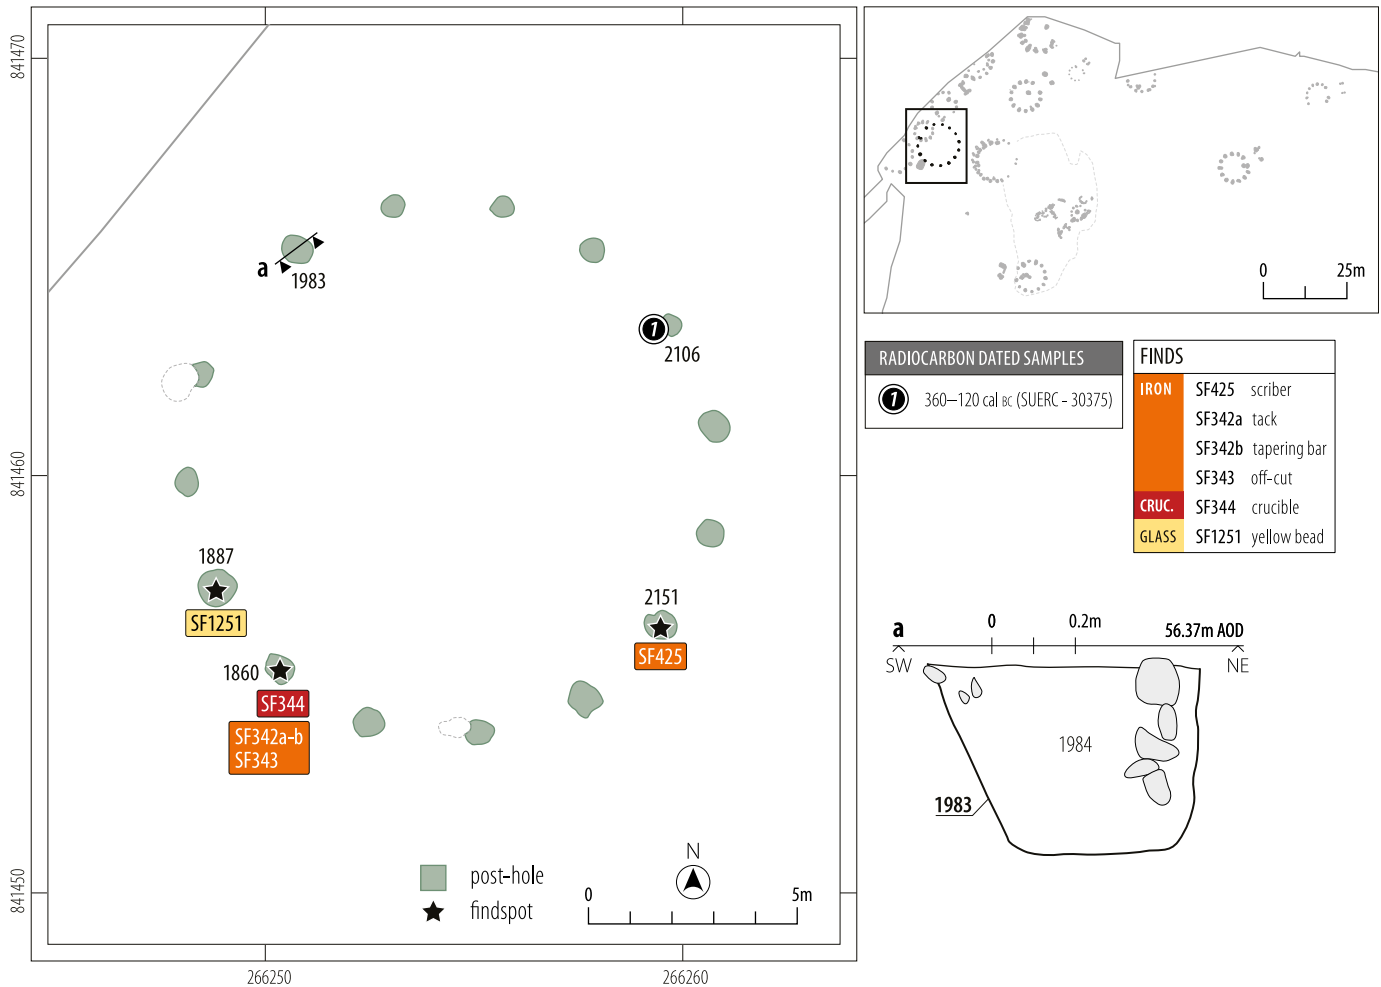 841470
841460
841450
266250
266260
a
1983
1
2106
1887
SF1251
1860
SF344
SF342a-b
SF343
2151
SF425
post-hole
findspot
N
0 5m
0 25m
RADIOCARBON DATED SAMPLES
1 360–120 cal BC (SUERC - 30375)
FINDS
IRON SF425 scriber
SF342a tack
SF342b tapering bar
SF343 off-cut
CRUC. SF344 crucible
GLASS SF1251 yellow bead
a 0 0.2m 56.37m AOD
SW NE
1984
1983